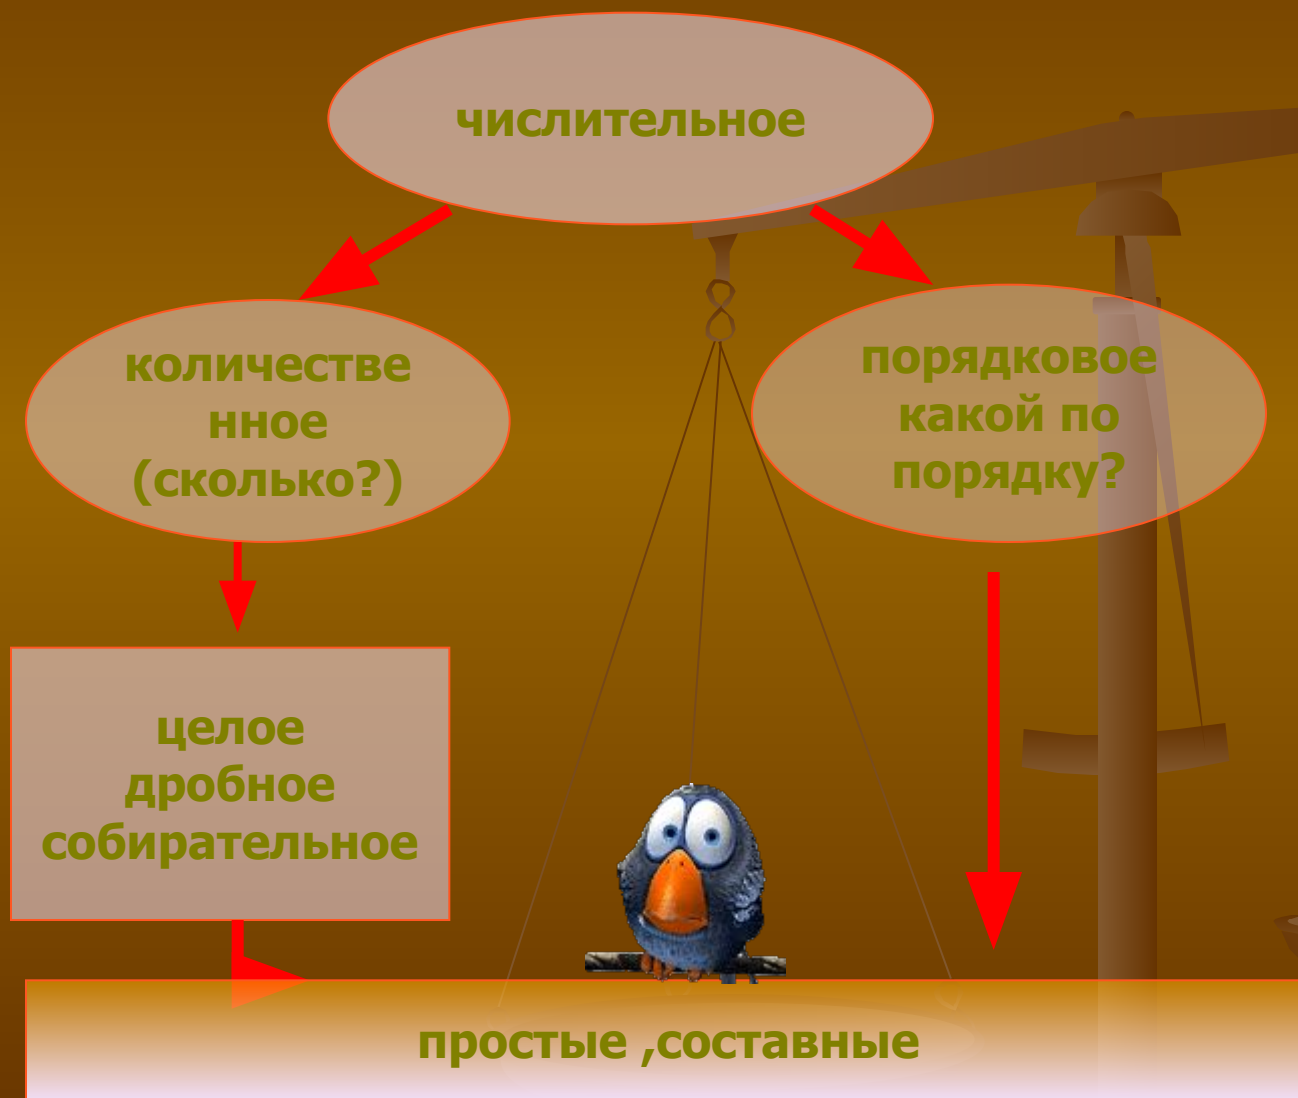 числительное
количестве
нное
(сколько?)
порядковое
какой по
порядку?
целое
дробное
собирательное
простые ,составные